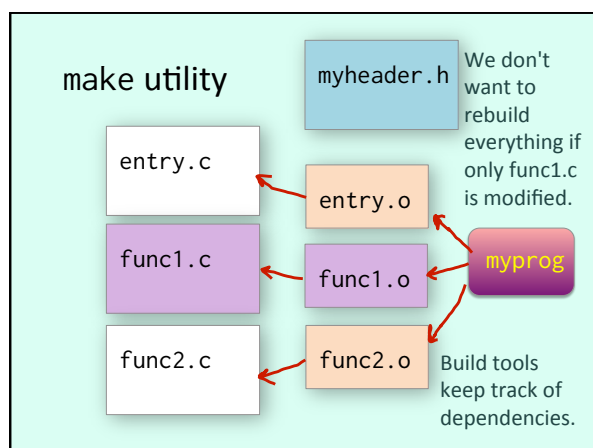 make utility
myheader.h
We don't
want to
rebuild
everything if
only func1.c
is modified.
entry.c
entry.o
func1.c
func1.o
myprog
func2.c
func2.o
Build tools
keep track of
dependencies.